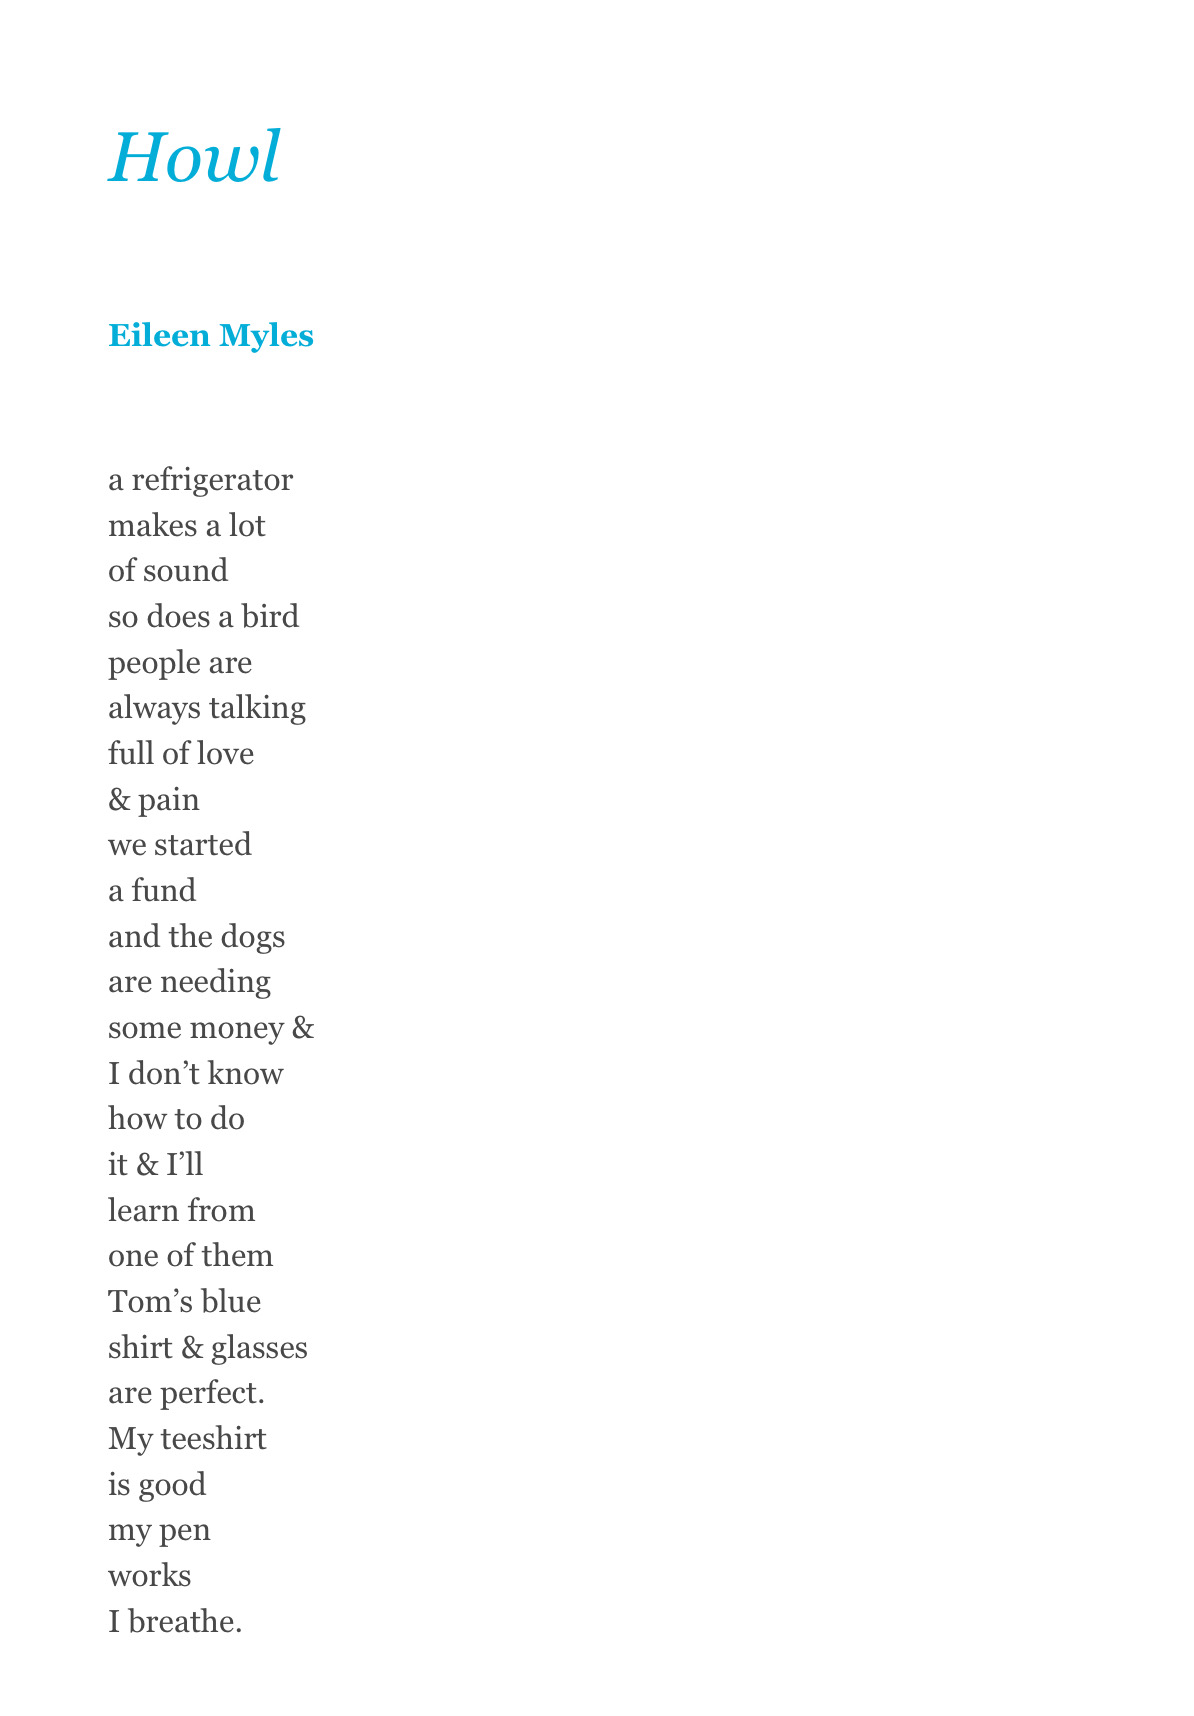 Howl
Eileen Myles
a refrigerator
makes a lot
of sound
so does a bird
people are
always talking
full of love
& pain
we started
a fund
and the dogs
are needing
some money &
I don’t know
how to do
it & I’ll
learn from
one of them
Tom’s blue
shirt & glasses
are perfect.
My teeshirt
is good
my pen
works
I breathe.